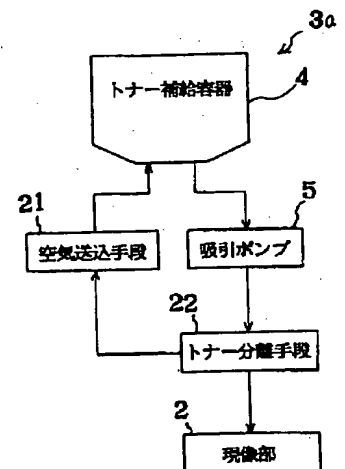 3a
トナー補給容器
4
21
空気送込手段
5
吸引ポンプ
22
トナー分離手段
2
現像部